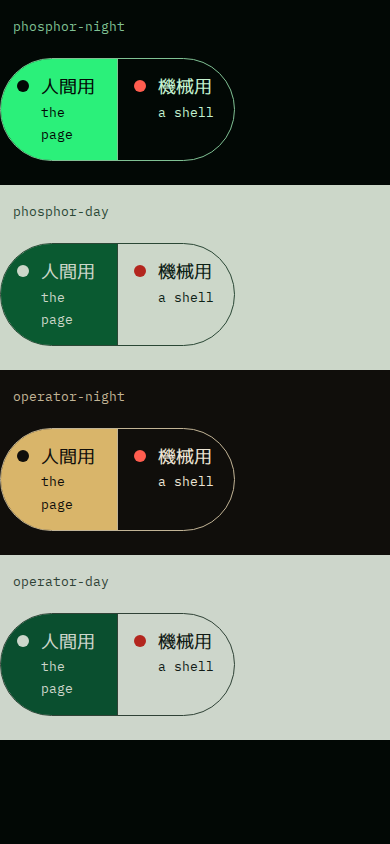 phosphor-night
人間用 機械用
the a shell
page
phosphor-day
人間用 機械用
the a shell
page
operator-night
人間用 機械用
the a shell
page
operator-day
人間用 機械用
the a shell
page